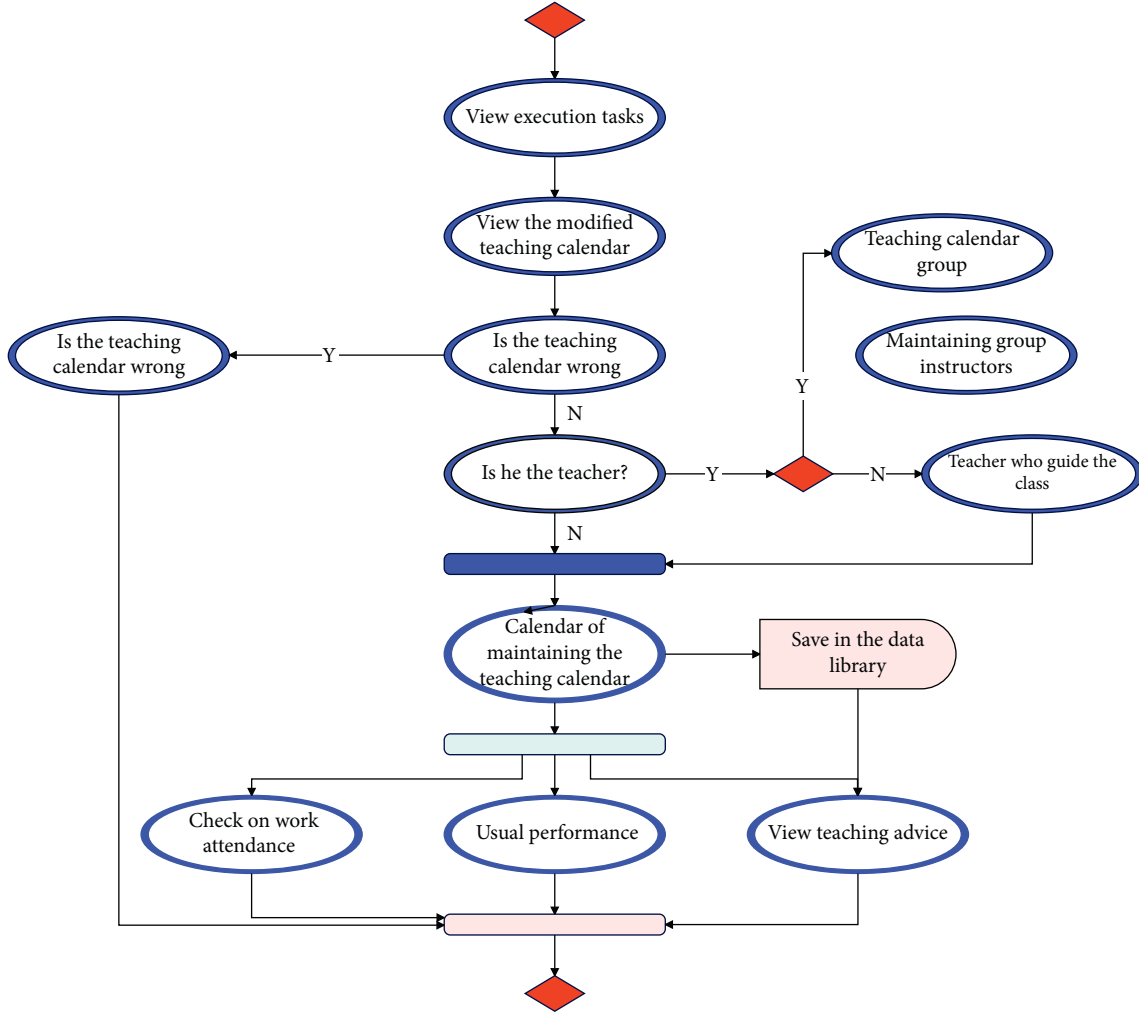 View execution tasks
View the modified
teaching calendar
Teaching calendar
group
Is the teaching
calendar wrong
Y
Is the teaching
calendar wrong
Maintaining group
instructors
Y
N
Is he the teacher?
Y
N
Teacher who guide the
class
N
Calendar of
maintaining the
teaching calendar
Save in the data
library
Check on work
attendance
Usual performance
View teaching advice